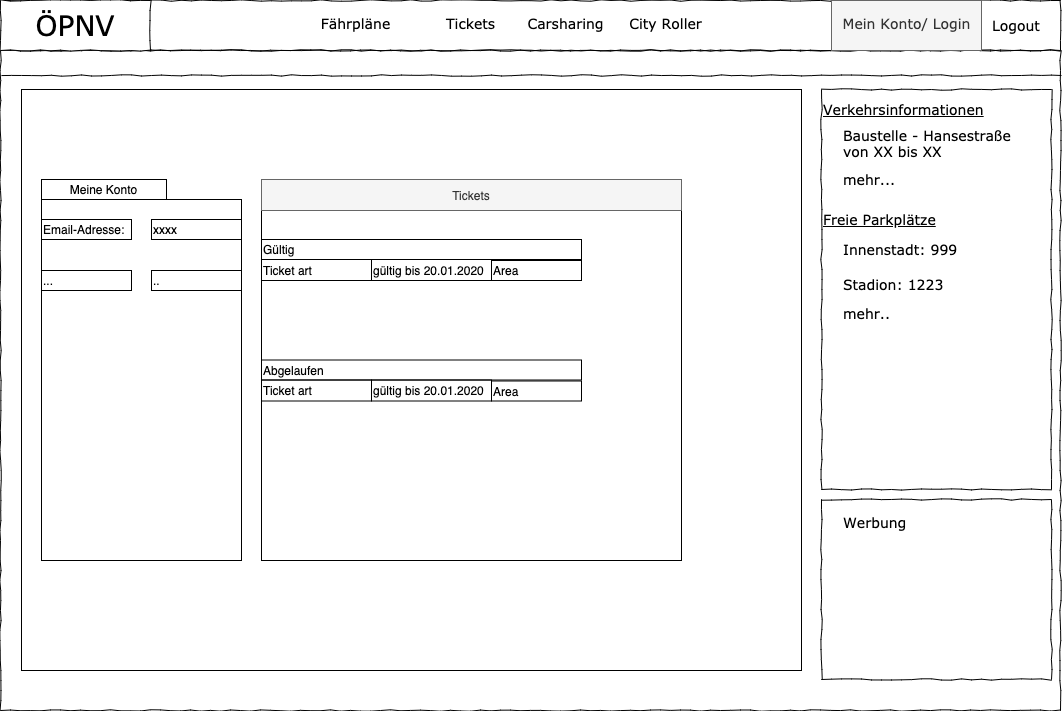 ÖPNV
Fährpläne
Tickets
Carsharing
City Roller
Mein Konto/ Login
Logout
Meine Konto
Email-Adresse:
xxxx
...
..
Tickets
Gültig
Ticket art
gültig bis 20.01.2020
Area
Abgelaufen
Ticket art
gültig bis 20.01.2020
Area
Verkehrsinformationen
Baustelle - Hansestraße
von XX bis XX
mehr...
Freie Parkplätze
Innenstadt: 999
Stadion: 1223
mehr..
Werbung